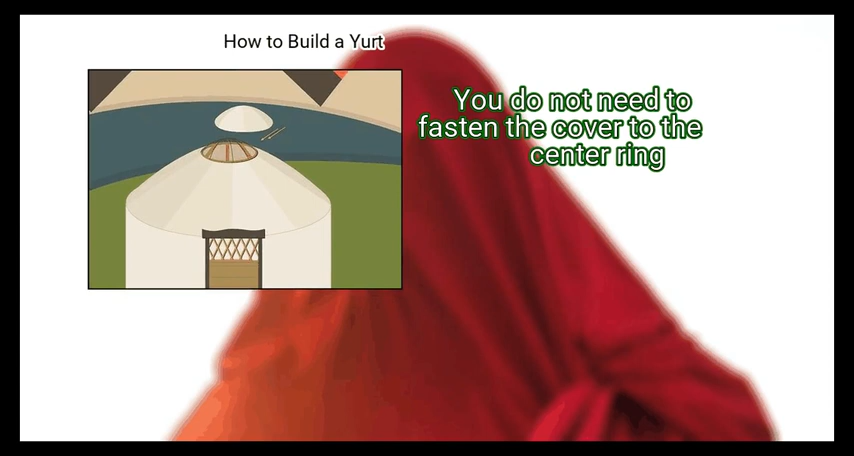 How to Build a Yurt
You do not need to
fasten the cover to the
center ring